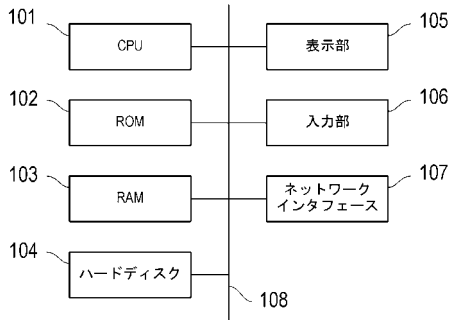 101
CPU
105
表示部
102
ROM
106
入力部
103
RAM
107
ネットワーク
インタフェース
104
ハードディスク
108